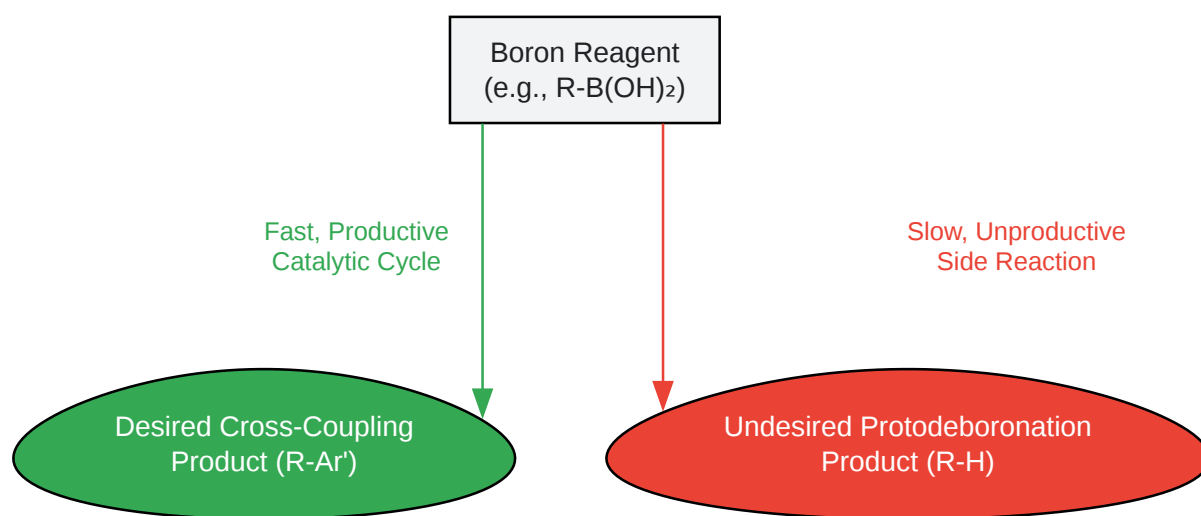 Boron Reagent
(e.g., R-B(OH)₂)
Fast, Productive
Catalytic Cycle
Slow, Unproductive
Side Reaction
Desired Cross-Coupling
Product (R-Ar')
Undesired Protodeboronation
Product (R-H)